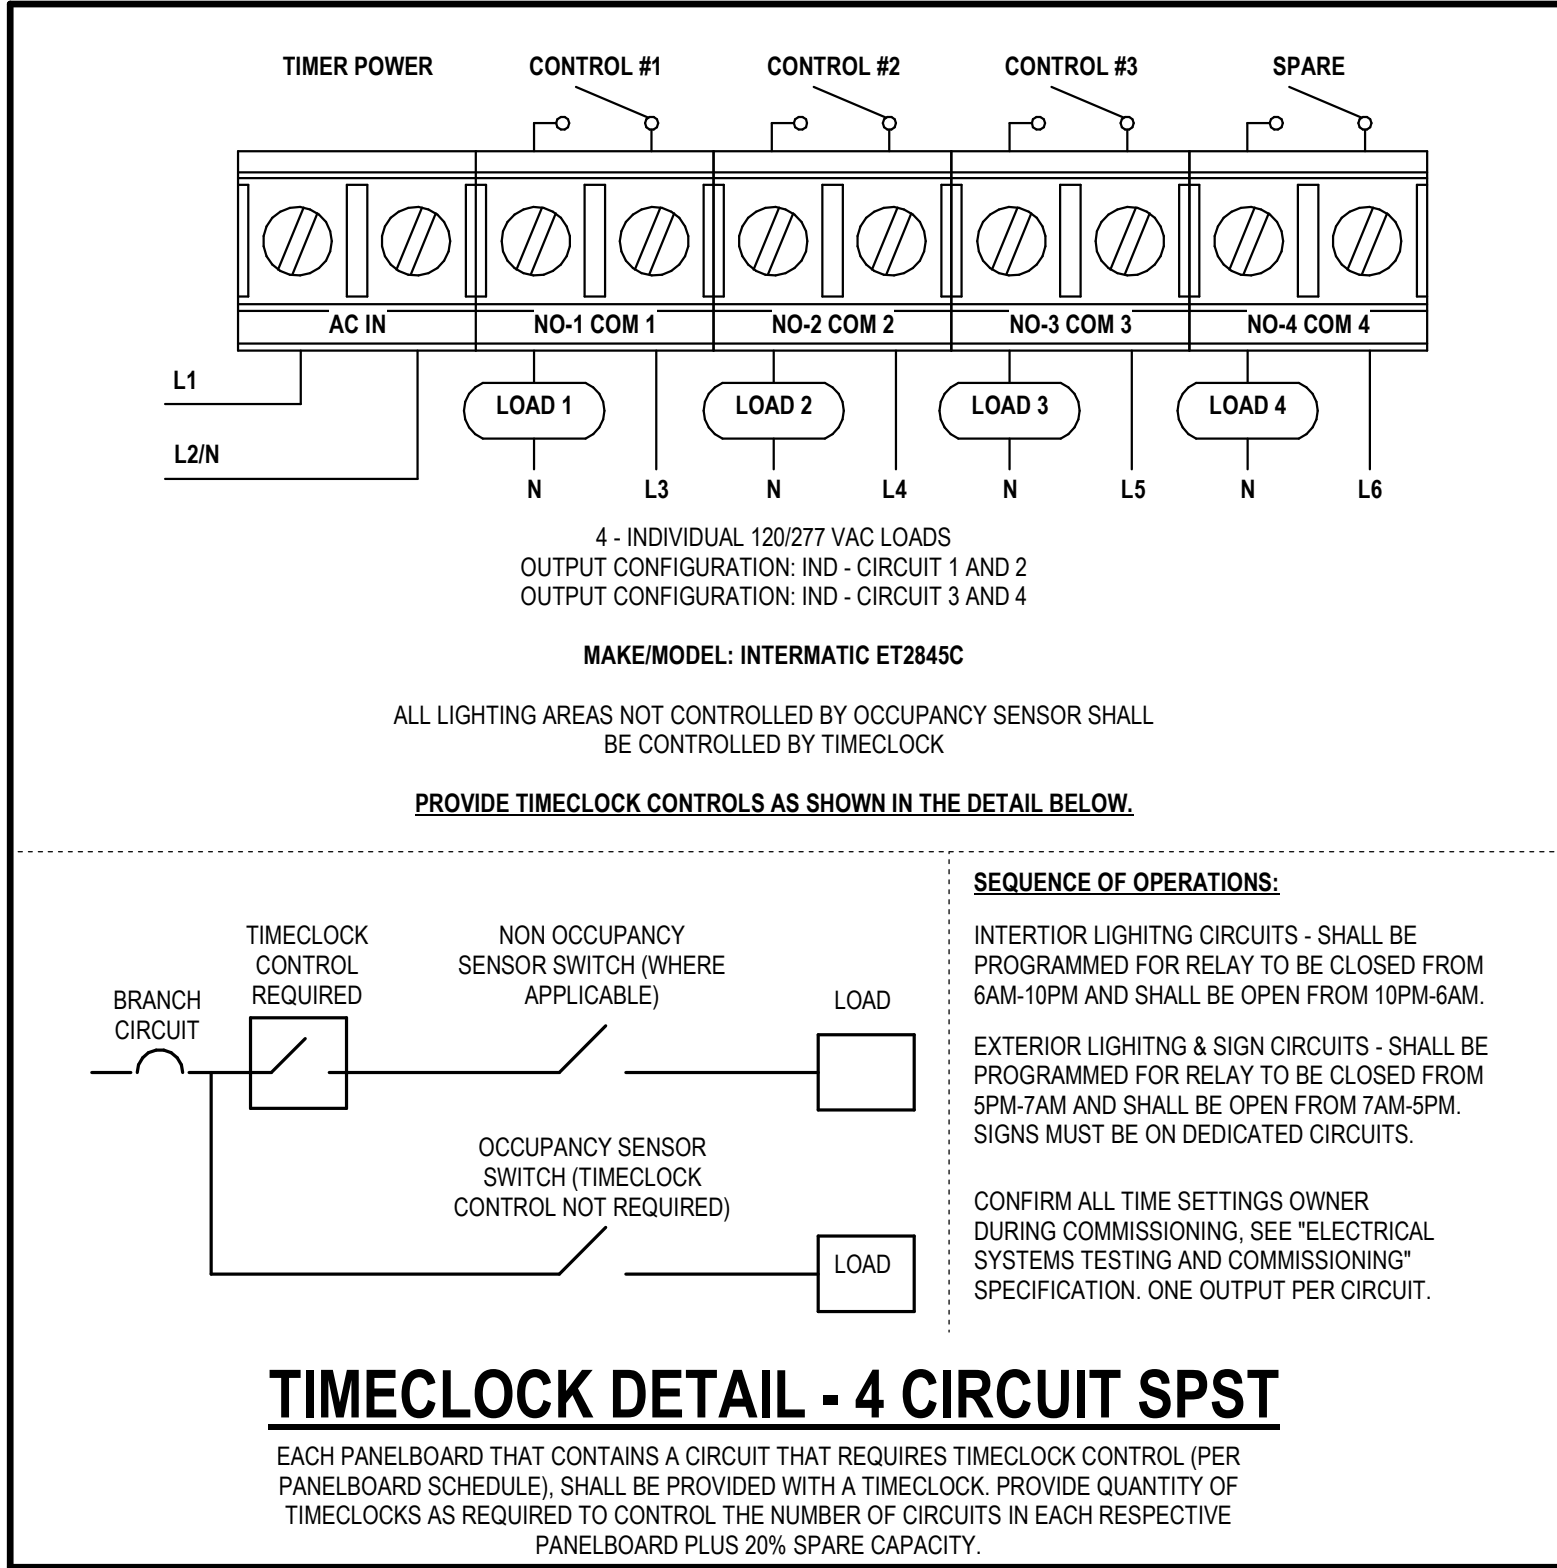 TIMER POWER CONTROL #1 CONTROL #2 CONTROL #3 SPARE
AC IN NO-1 COM 1 NO-2 COM 2 NO-3 COM 3 NO-4 COM 4
L1
LOAD 1 LOAD 2 LOAD 3 LOAD 4
L2/N
N L3 N L4 N L5 N L6
4 - INDIVIDUAL 120/277 VAC LOADS
OUTPUT CONFIGURATION: IND - CIRCUIT 1 AND 2
OUTPUT CONFIGURATION: IND - CIRCUIT 3 AND 4
MAKE/MODEL: INTERMATIC ET2845C
ALL LIGHTING AREAS NOT CONTROLLED BY OCCUPANCY SENSOR SHALL
BE CONTROLLED BY TIMECLOCK
PROVIDE TIMECLOCK CONTROLS AS SHOWN IN THE DETAIL BELOW.
BRANCH
CIRCUIT
TIMECLOCK
CONTROL
REQUIRED
NON OCCUPANCY
SENSOR SWITCH (WHERE
APPLICABLE)
LOAD
OCCUPANCY SENSOR
SWITCH (TIMECLOCK
CONTROL NOT REQUIRED)
LOAD
SEQUENCE OF OPERATIONS:
INTERTIOR LIGHITNG CIRCUITS - SHALL BE
PROGRAMMED FOR RELAY TO BE CLOSED FROM
6AM-10PM AND SHALL BE OPEN FROM 10PM-6AM.
EXTERIOR LIGHITNG & SIGN CIRCUITS - SHALL BE
PROGRAMMED FOR RELAY TO BE CLOSED FROM
5PM-7AM AND SHALL BE OPEN FROM 7AM-5PM.
SIGNS MUST BE ON DEDICATED CIRCUITS.
CONFIRM ALL TIME SETTINGS OWNER
DURING COMMISSIONING, SEE "ELECTRICAL
SYSTEMS TESTING AND COMMISSIONING"
SPECIFICATION. ONE OUTPUT PER CIRCUIT.
TIMECLOCK DETAIL - 4 CIRCUIT SPST
EACH PANELBOARD THAT CONTAINS A CIRCUIT THAT REQUIRES TIMECLOCK CONTROL (PER
PANELBOARD SCHEDULE), SHALL BE PROVIDED WITH A TIMECLOCK. PROVIDE QUANTITY OF
TIMECLOCKS AS REQUIRED TO CONTROL THE NUMBER OF CIRCUITS IN EACH RESPECTIVE
PANELBOARD PLUS 20% SPARE CAPACITY.